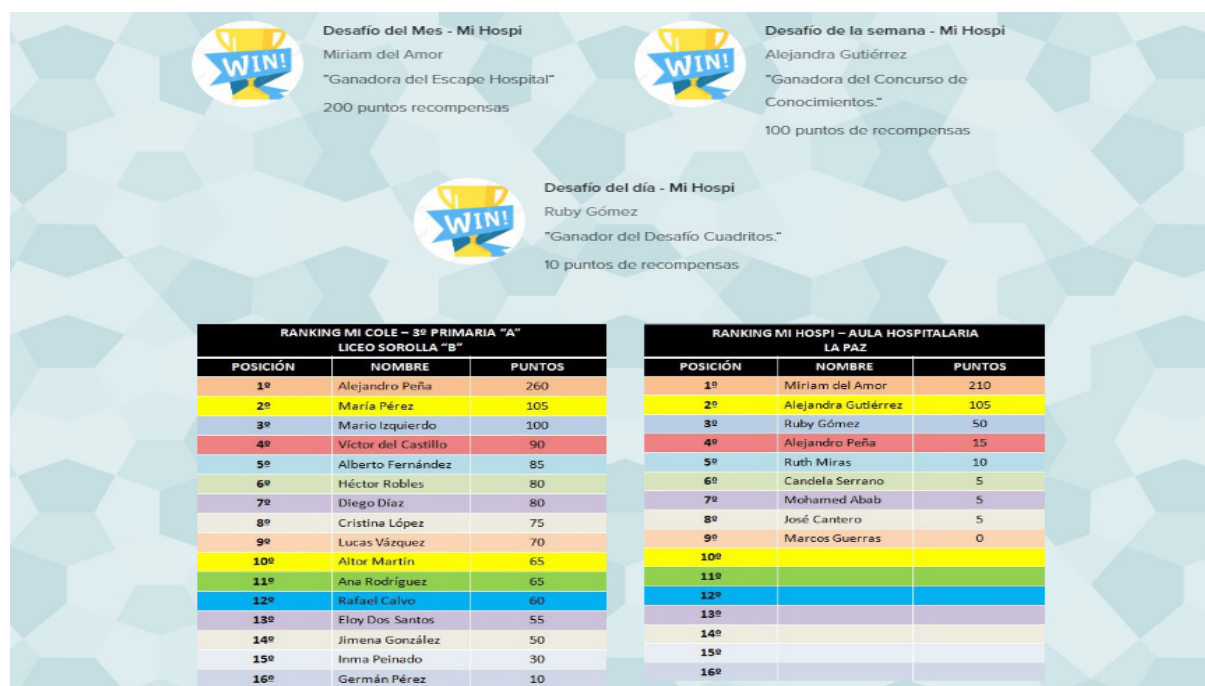 WIN!
Desafío del Mes - Mi Hospi
Miriam del Amor
"Ganadora del Escape Hospital"
200 puntos recompensas
WIN!
Desafío de la semana - Mi Hospi
Alejandra Gutiérrez
"Ganadora del Concurso de
Conocimientos."
100 puntos de recompensas
WIN!
Desafío del día - Mi Hospi
Ruby Gómez
"Ganador del Desafío Cuadritos."
10 puntos de recompensas
RANKING MI COLE – 3º PRIMARIA "A"
LICEO SOROLLA "B"
POSICIÓN NOMBRE PUNTOS
1º Alejandro Peña 260
2º María Pérez 105
3º Mario Izquierdo 100
4º Víctor del Castillo 90
5º Alberto Fernández 85
6º Héctor Robles 80
7º Diego Díaz 80
8º Cristina López 75
9º Lucas Vázquez 70
10º Aitor Martín 65
11º Ana Rodríguez 65
12º Rafael Calvo 60
13º Eloy Dos Santos 55
14º Jimena González 50
15º Inma Peinado 30
16º Germán Pérez 10
RANKING MI HOSPI – AULA HOSPITALARIA
LA PAZ
POSICIÓN NOMBRE PUNTOS
1º Miriam del Amor 210
2º Alejandra Gutiérrez 105
3º Ruby Gómez 50
4º Alejandro Peña 15
5º Ruth Miras 10
6º Candela Serrano 5
7º Mohamed Abab 5
8º José Cantero 5
9º Marcos Guerras 0
10º
11º
12º
13º
14º
15º
16º